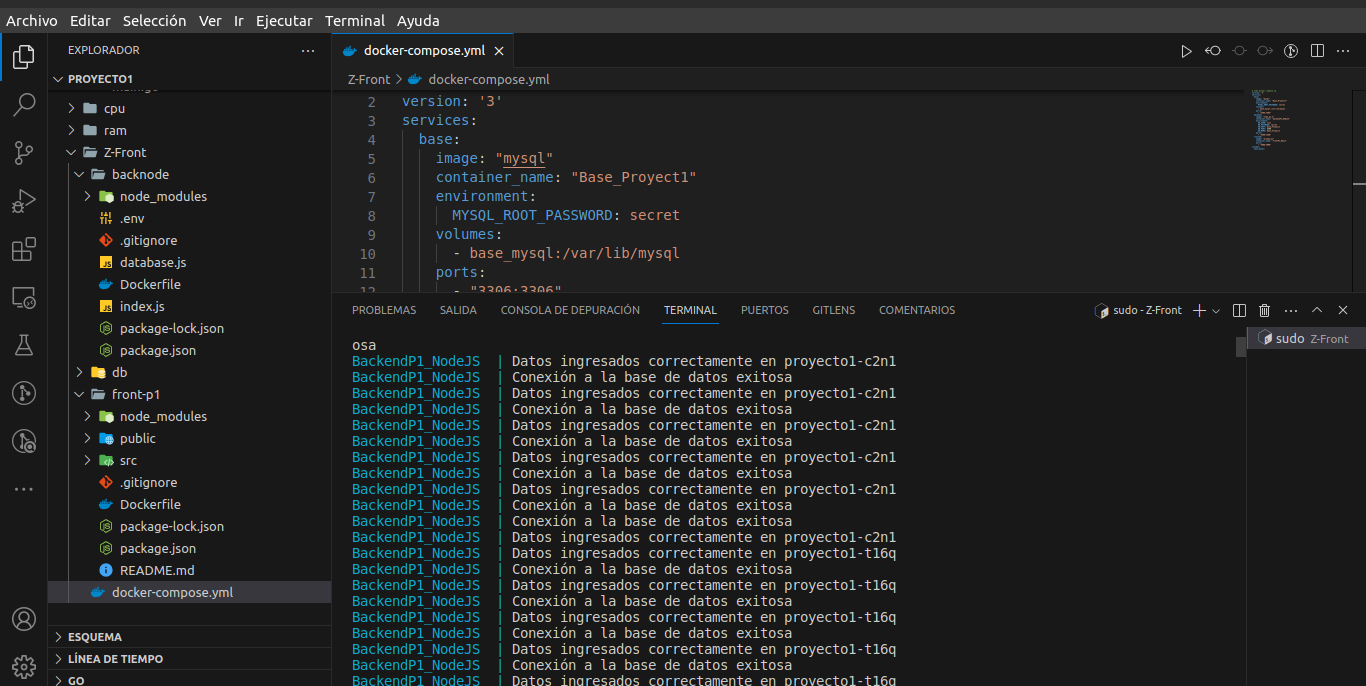 Archivo Editar Selección Ver Ir Ejecutar Terminal Ayuda
EXPLORADOR
PROYECTO1
cpu
ram
Z-Front
backnode
node_modules
.env
.gitignore
database.js
Dockerfile
index.js
package-lock.json
package.json
db
front-p1
node_modules
public
src
.gitignore
Dockerfile
package-lock.json
package.json
README.md
docker-compose.yml
ESQUEMA
LÍNEA DE TIEMPO
GO
docker-compose.yml
Z-Front > docker-compose.yml
2 version: '3'
3 services:
4 base:
5 image: "mysql"
6 container_name: "Base_Proyect1"
7 environment:
8 MYSQL_ROOT_PASSWORD: secret
9 volumes:
10 - base_mysql:/var/lib/mysql
11 ports:
12 - "3306:3306"
PROBLEMAS SALIDA CONSOLA DE DEPURACIÓN TERMINAL PUERTOS GITLENS COMENTARIOS
sudo - Z-Front
sudo Z-Front
osa
BackendP1_NodeJS | Datos ingresados correctamente en proyecto1-c2n1
BackendP1_NodeJS | Conexión a la base de datos exitosa
BackendP1_NodeJS | Datos ingresados correctamente en proyecto1-c2n1
BackendP1_NodeJS | Conexión a la base de datos exitosa
BackendP1_NodeJS | Datos ingresados correctamente en proyecto1-c2n1
BackendP1_NodeJS | Conexión a la base de datos exitosa
BackendP1_NodeJS | Datos ingresados correctamente en proyecto1-c2n1
BackendP1_NodeJS | Conexión a la base de datos exitosa
BackendP1_NodeJS | Datos ingresados correctamente en proyecto1-c2n1
BackendP1_NodeJS | Conexión a la base de datos exitosa
BackendP1_NodeJS | Conexión a la base de datos exitosa
BackendP1_NodeJS | Datos ingresados correctamente en proyecto1-c2n1
BackendP1_NodeJS | Datos ingresados correctamente en proyecto1-t16q
BackendP1_NodeJS | Conexión a la base de datos exitosa
BackendP1_NodeJS | Datos ingresados correctamente en proyecto1-t16q
BackendP1_NodeJS | Conexión a la base de datos exitosa
BackendP1_NodeJS | Datos ingresados correctamente en proyecto1-t16q
BackendP1_NodeJS | Conexión a la base de datos exitosa
BackendP1_NodeJS | Datos ingresados correctamente en proyecto1-t16q
BackendP1_NodeJS | Conexión a la base de datos exitosa
BackendP1_NodeJS | Datos ingresados correctamente en proyecto1-t16q